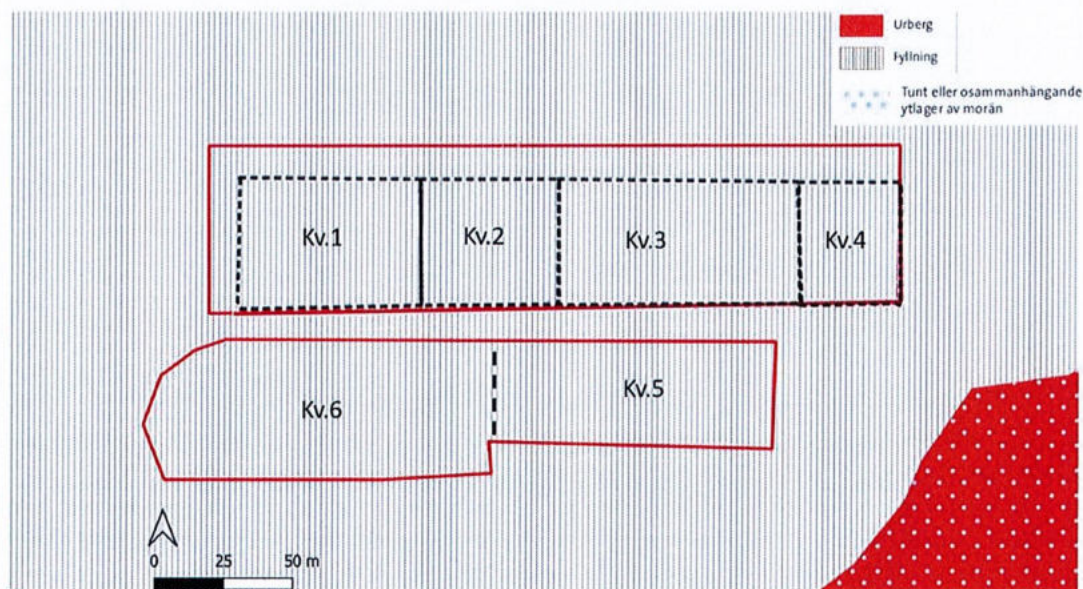 Urberg
Fyllning
Tunt eller osammanhängande
ytlager av morän
Kv.1
Kv.2
Kv.3
Kv.4
Kv.6
Kv.5
0 25 50 m